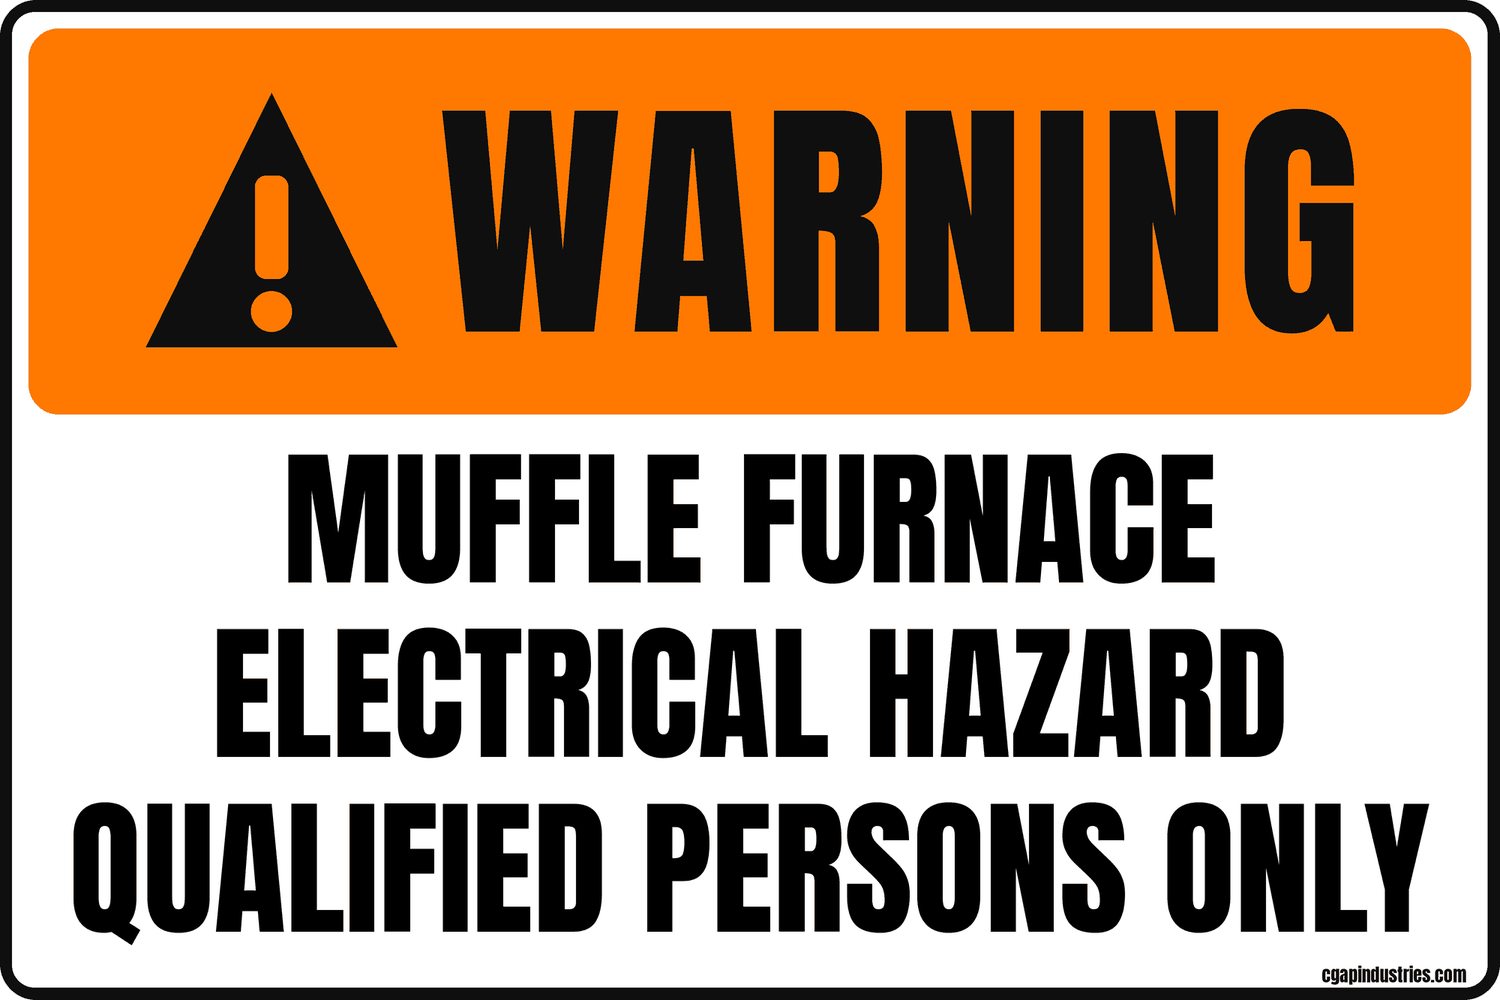 WARNING
MUFFLE FURNACE
ELECTRICAL HAZARD
QUALIFIED PERSONS ONLY
cgapindustries.com